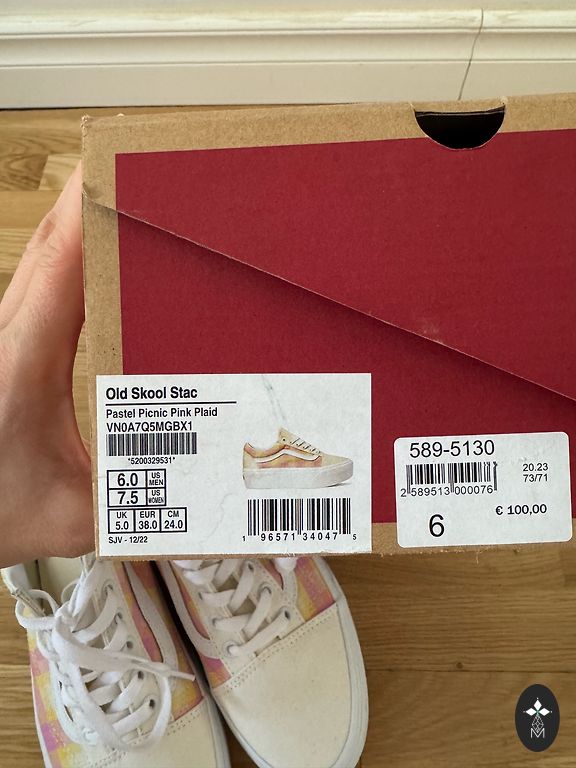 Old Skool Stac
Pastel Picnic Pink Plaid
VN0A7Q5MGBX1
*5200329531*
6.0 US MEN
7.5 US WOMEN
UK EUR CM
5.0 38.0 24.0
SJV - 12/22
1 96571 34047 5
589-5130
20.23
73/71
2 589513 000076
€ 100,00
6
M